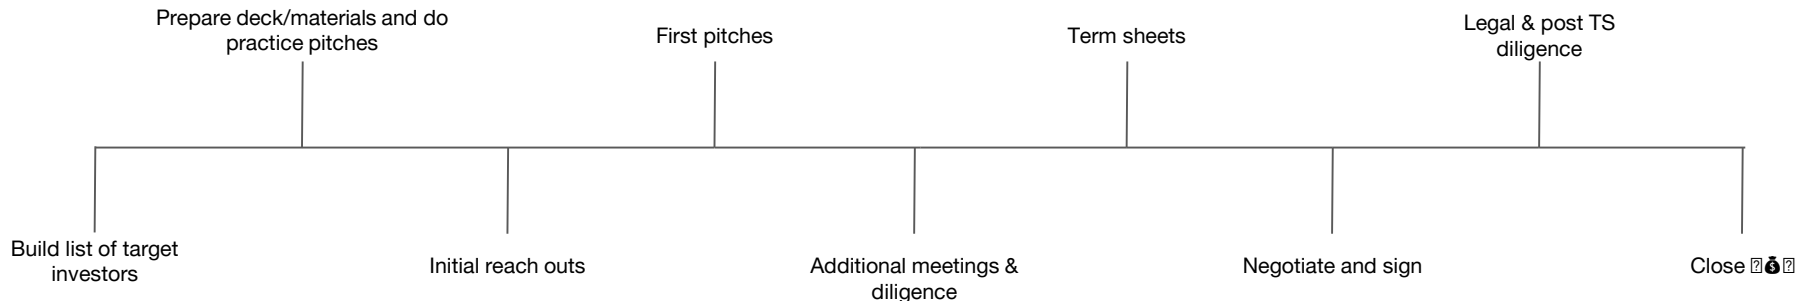 Prepare deck/materials and do
practice pitches
First pitches
Term sheets
Legal & post TS
diligence
Build list of target
investors
Initial reach outs
Additional meetings &
diligence
Negotiate and sign
Close ⍰💰⍰